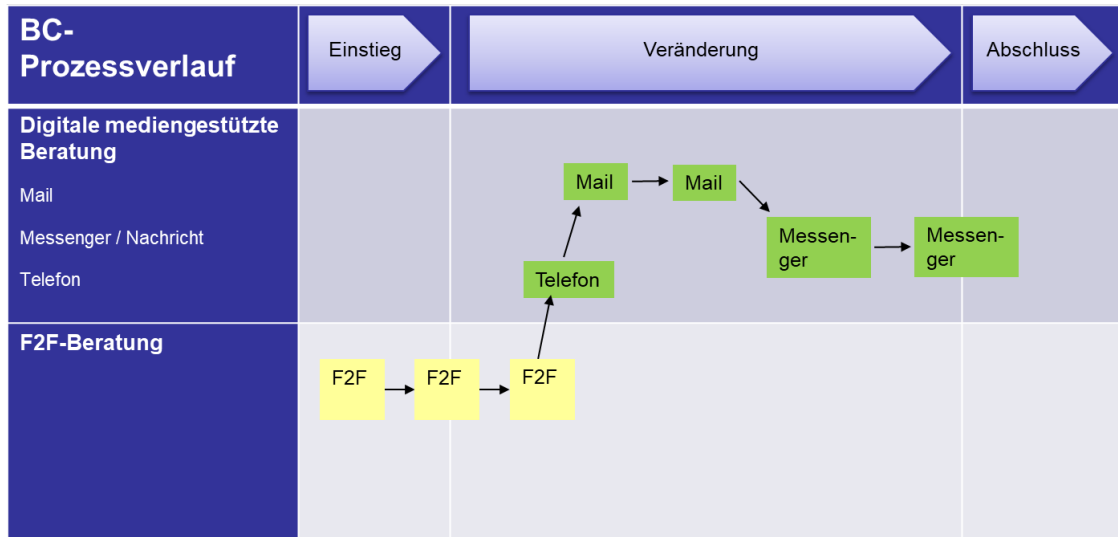 BC-
Prozessverlauf
Einstieg
Veränderung
Abschluss
Digitale mediengestützte
Beratung
Mail
Messenger / Nachricht
Telefon
Mail
Mail
Messen-
ger
Messen-
ger
Telefon
F2F-Beratung
F2F
F2F
F2F